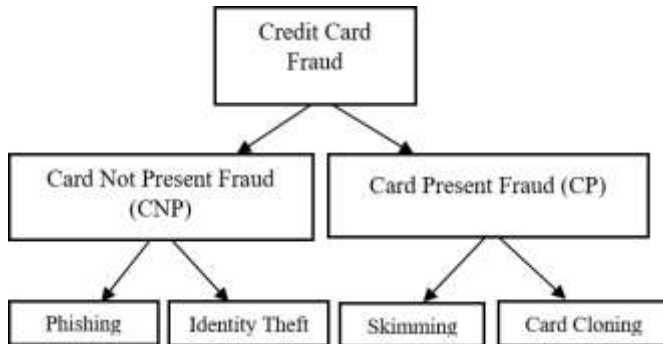 Credit Card
Fraud
Card Not Present Fraud
(CNP)
Card Present Fraud (CP)
Phishing
Identity Theft
Skimming
Card Cloning